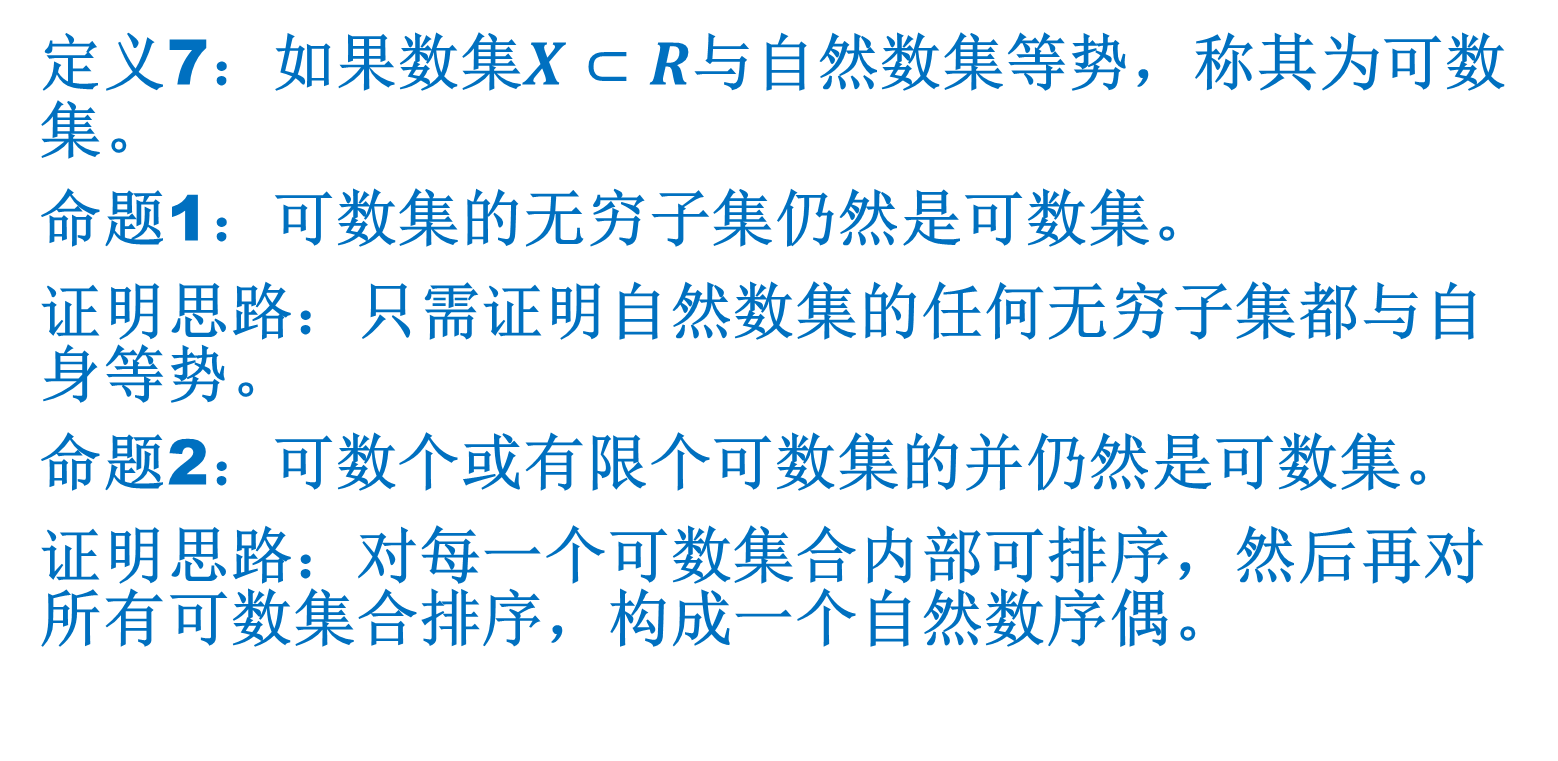 定义7：如果数集X ⊂ R与自然数集等势，称其为可数
集。
命题1：可数集的无穷子集仍然是可数集。
证明思路：只需证明自然数集的任何无穷子集都与自
身等势。
命题2：可数个或有限个可数集的并仍然是可数集。
证明思路：对每一个可数集合内部可排序，然后再对
所有可数集合排序，构成一个自然数序偶。